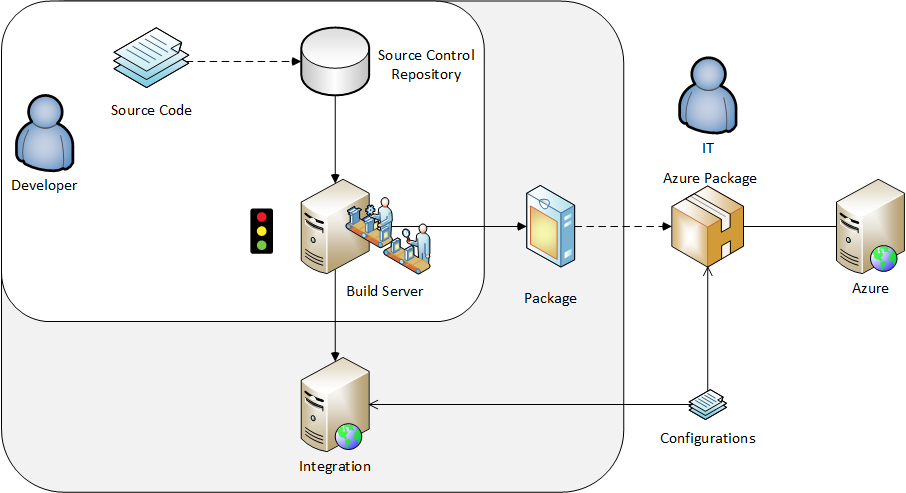 Source Control
Repository
Source Code
IT
Developer
Azure Package
Build Server
Package
Azure
Configurations
Integration